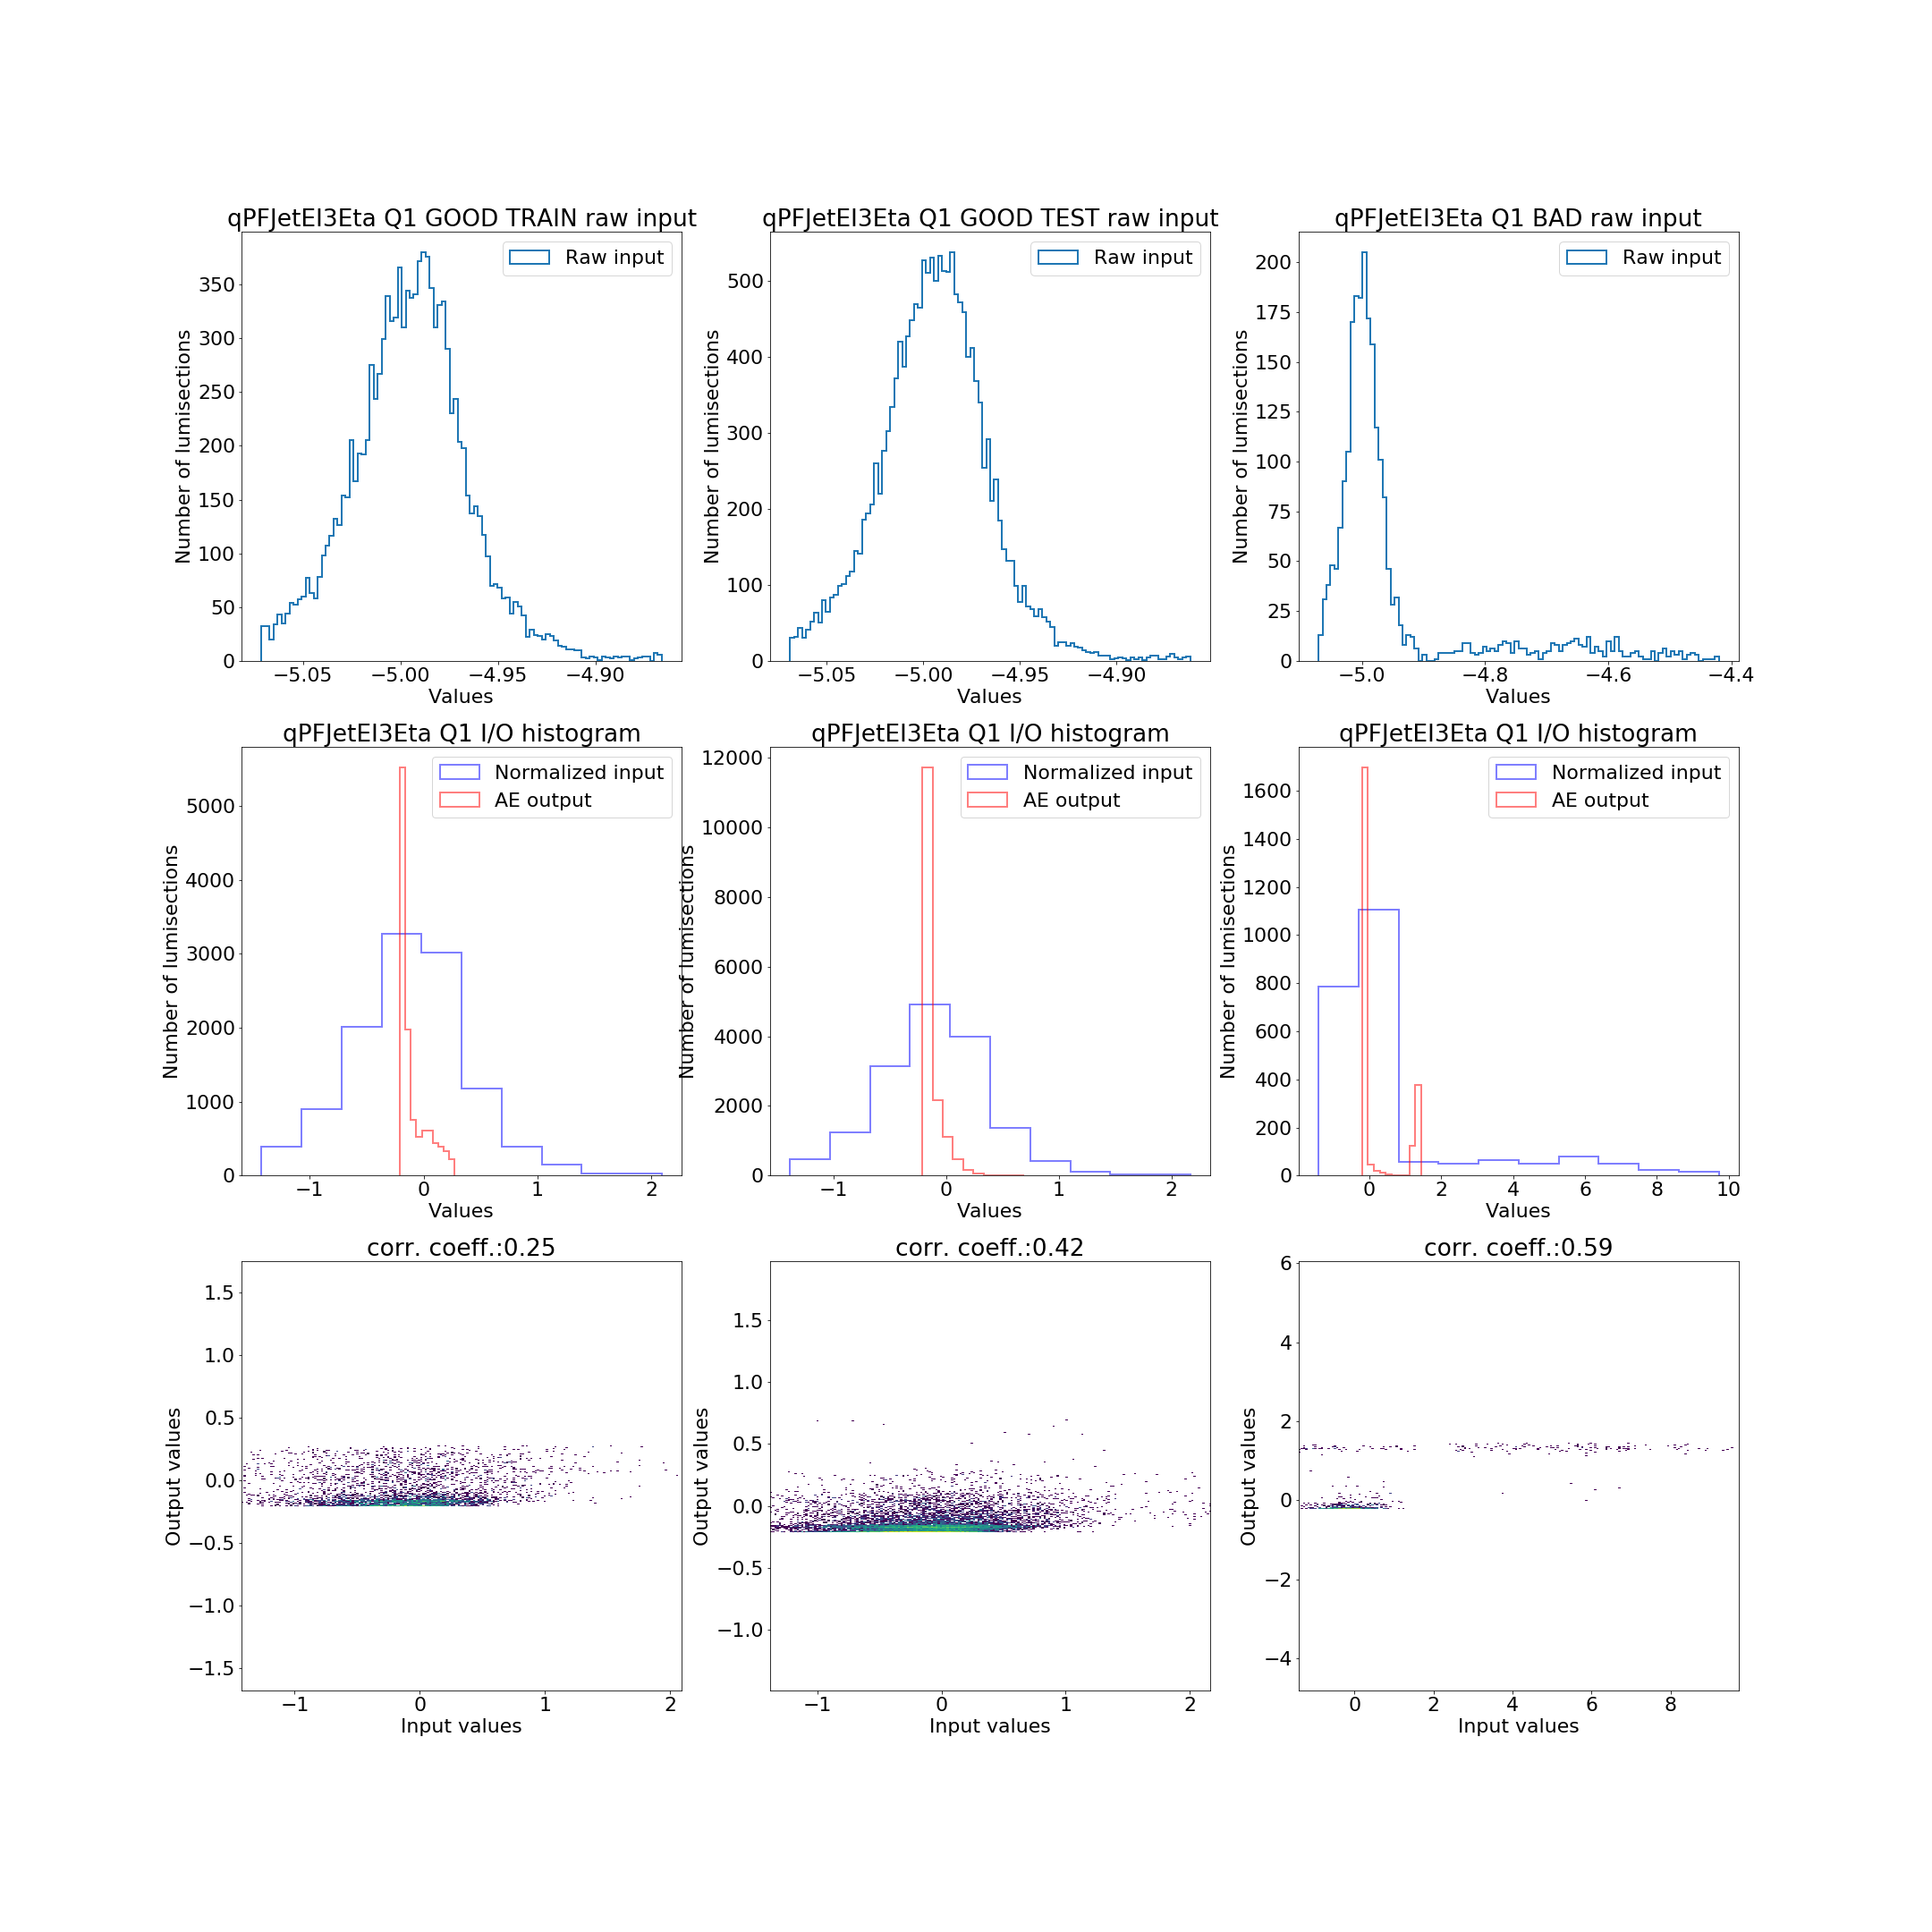 qPFJetEI3Eta Q1 GOOD TRAIN raw input
Raw input
Number of lumisections
350
300
250
200
150
100
50
0
−5.05 −5.00 −4.95 −4.90
Values
qPFJetEI3Eta Q1 GOOD TEST raw input
Raw input
Number of lumisections
500
400
300
200
100
0
−5.05 −5.00 −4.95 −4.90
Values
qPFJetEI3Eta Q1 BAD raw input
Raw input
Number of lumisections
200
175
150
125
100
75
50
25
0
−5.0 −4.8 −4.6 −4.4
Values
qPFJetEI3Eta Q1 I/O histogram
Normalized input
AE output
Number of lumisections
5000
4000
3000
2000
1000
0
−1 0 1 2
Values
qPFJetEI3Eta Q1 I/O histogram
Normalized input
AE output
Number of lumisections
12000
10000
8000
6000
4000
2000
0
−1 0 1 2
Values
qPFJetEI3Eta Q1 I/O histogram
Normalized input
AE output
Number of lumisections
1600
1400
1200
1000
800
600
400
200
0
0 2 4 6 8 10
Values
corr. coeff.:0.25
Output values
1.5
1.0
0.5
0.0
−0.5
−1.0
−1.5
−1 0 1 2
Input values
corr. coeff.:0.42
Output values
1.5
1.0
0.5
0.0
−0.5
−1.0
−1 0 1 2
Input values
corr. coeff.:0.59
Output values
6
4
2
0
−2
−4
0 2 4 6 8
Input values